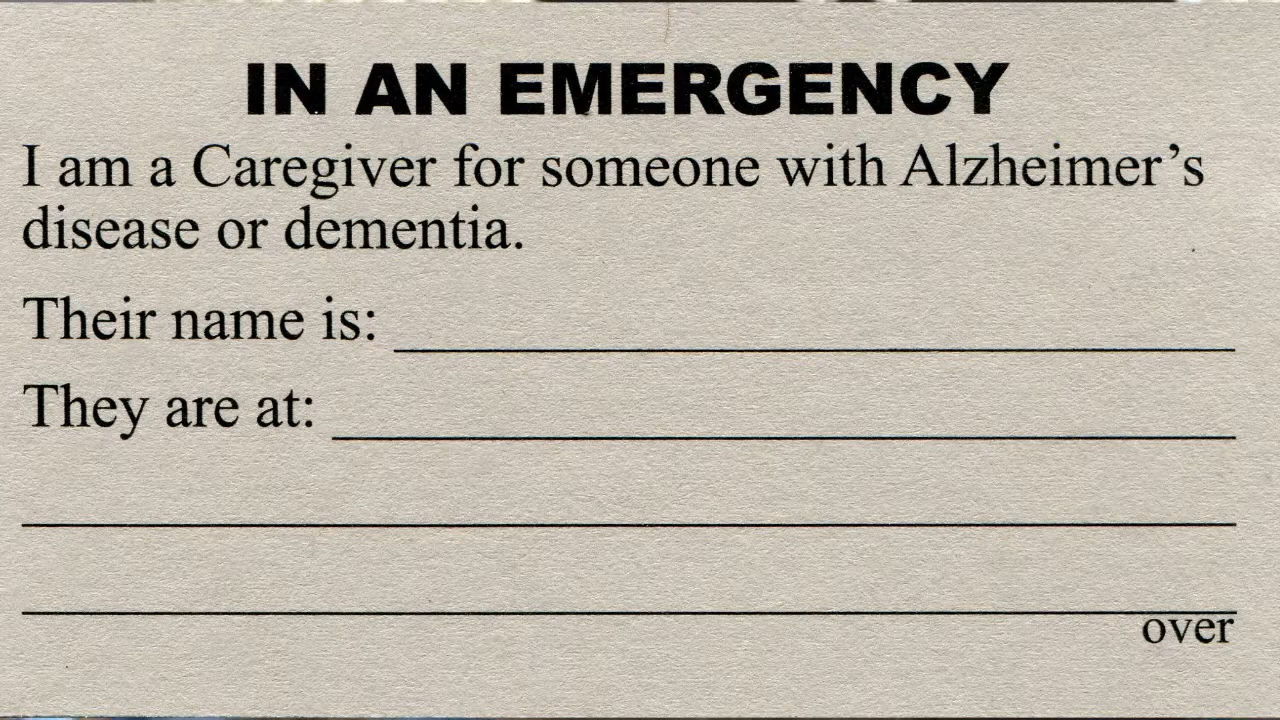 IN AN EMERGENCY
I am a Caregiver for someone with Alzheimer’s
disease or dementia.
Their name is:
They are at:
over